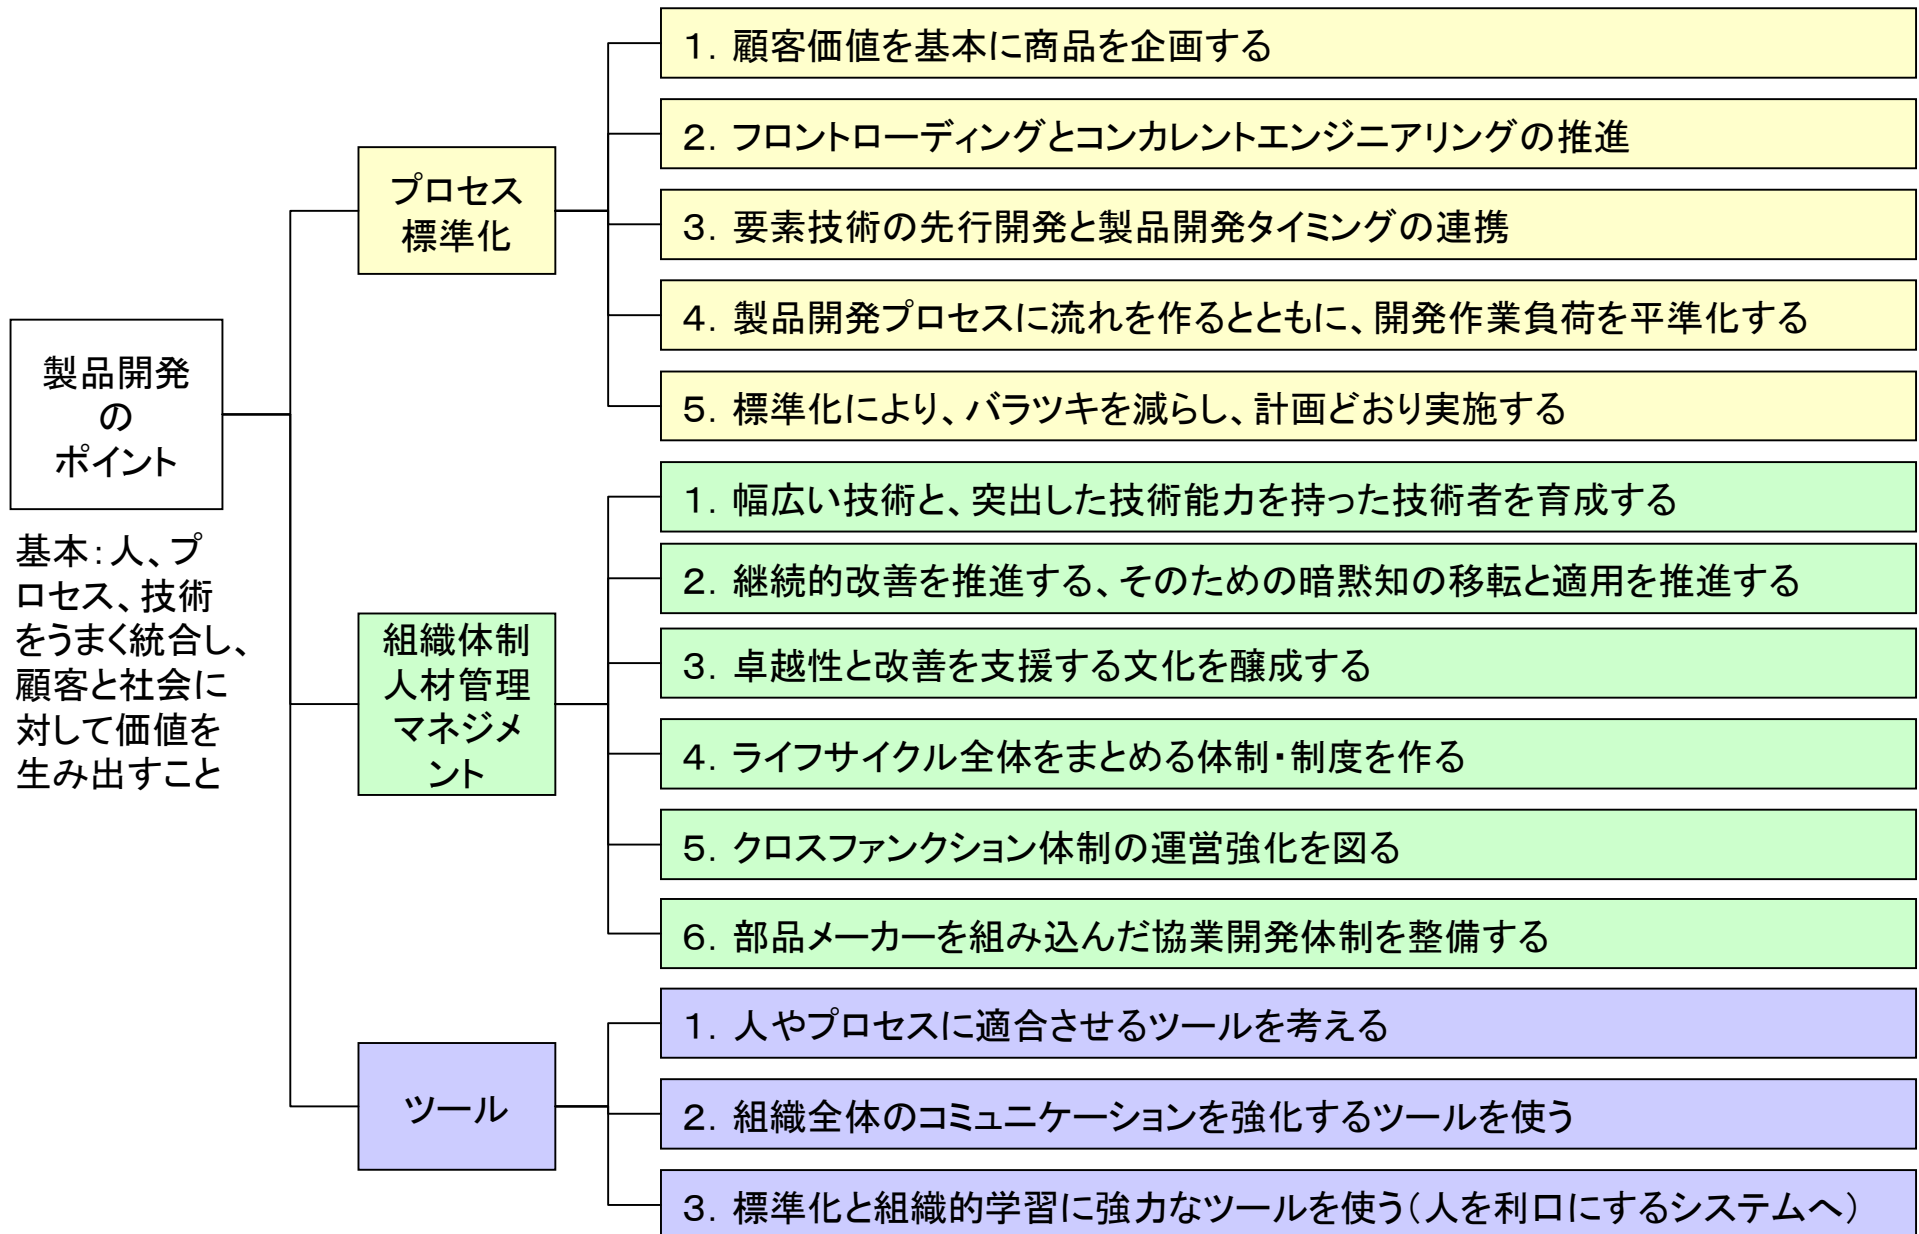 製品開発
の
ポイント
基本：人、プ
ロセス、技術
をうまく統合し、
顧客と社会に
対して価値を
生み出すこと
プロセス
標準化
１．顧客価値を基本に商品を企画する
２．フロントローディングとコンカレントエンジニアリングの推進
３．要素技術の先行開発と製品開発タイミングの連携
４．製品開発プロセスに流れを作るとともに、開発作業負荷を平準化する
５．標準化により、バラツキを減らし、計画どおり実施する
組織体制
人材管理
マネジメ
ント
１．幅広い技術と、突出した技術能力を持った技術者を育成する
２．継続的改善を推進する、そのための暗黙知の移転と適用を推進する
３．卓越性と改善を支援する文化を醸成する
４．ライフサイクル全体をまとめる体制・制度を作る
５．クロスファンクション体制の運営強化を図る
６．部品メーカーを組み込んだ協業開発体制を整備する
ツール
１．人やプロセスに適合させるツールを考える
２．組織全体のコミュニケーションを強化するツールを使う
３．標準化と組織的学習に強力なツールを使う（人を利口にするシステムへ）